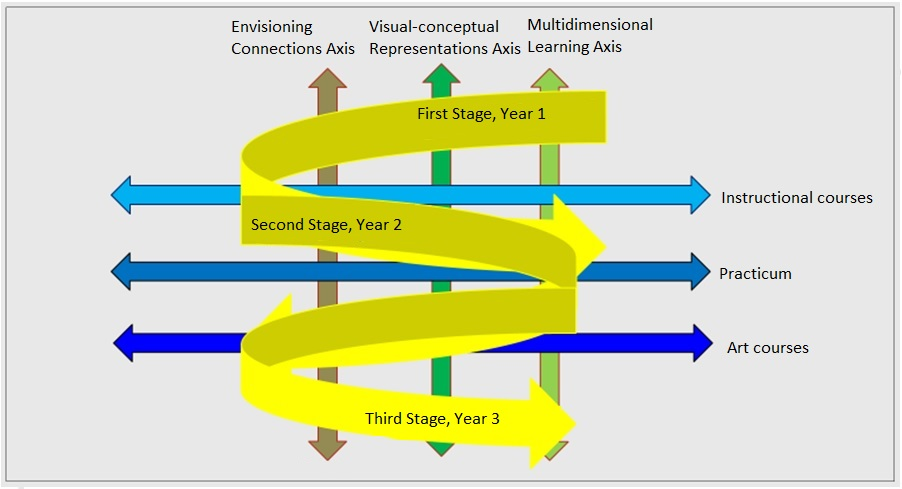 Envisioning
Connections Axis
Visual-conceptual
Representations Axis
Multidimensional
Learning Axis
First Stage, Year 1
Instructional courses
Second Stage, Year 2
Practicum
Art courses
Third Stage, Year 3